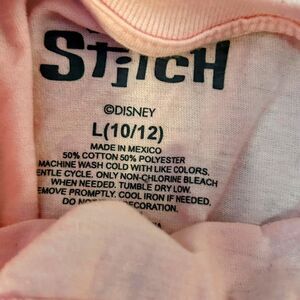 Stitch
©DISNEY
L(10/12)
MADE IN MEXICO
50% COTTON 50% POLYESTER
MACHINE WASH COLD WITH LIKE COLORS,
ENTLE CYCLE. ONLY NON-CHLORINE BLEACH
WHEN NEEDED. TUMBLE DRY LOW.
EMOVE PROMPTLY. COOL IRON IF NEEDED.
DO NO ECORATION.